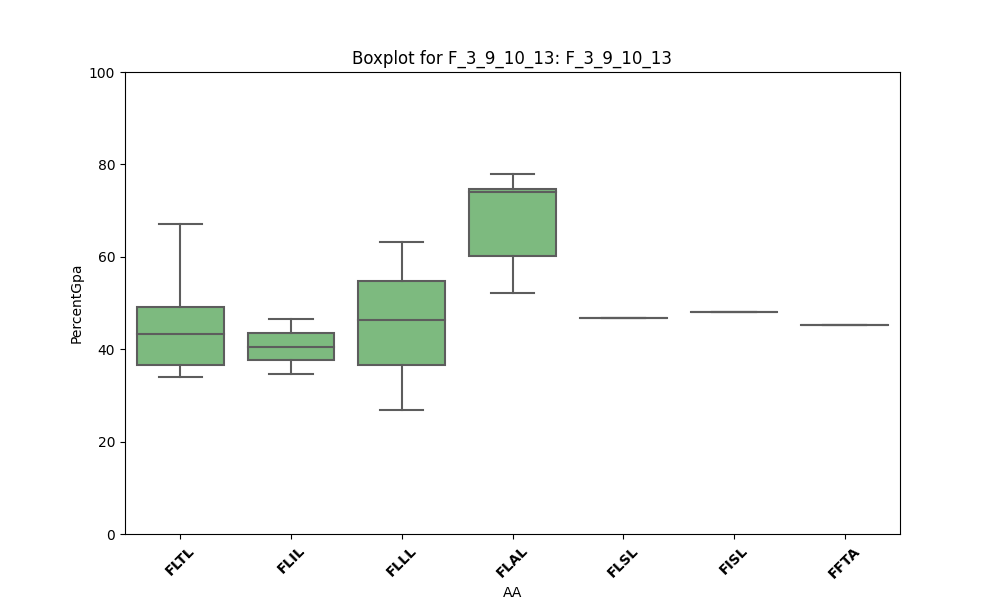 Boxplot for F_3_9_10_13: F_3_9_10_13
100
80
60
40
20
0
PercentGpa
FLTL
FLIL
FLLL
FLAL
FLSL
FISL
FFTA
AA